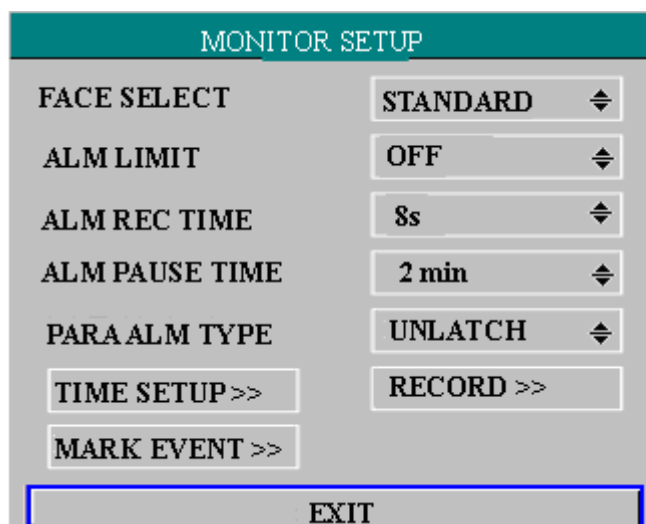 MONITOR SETUP
FACE SELECT STANDARD
ALM LIMIT OFF
ALM REC TIME 8s
ALM PAUSE TIME 2 min
PARA ALM TYPE UNLATCH
TIME SETUP>> RECORD >>
MARK EVENT >>
EXIT